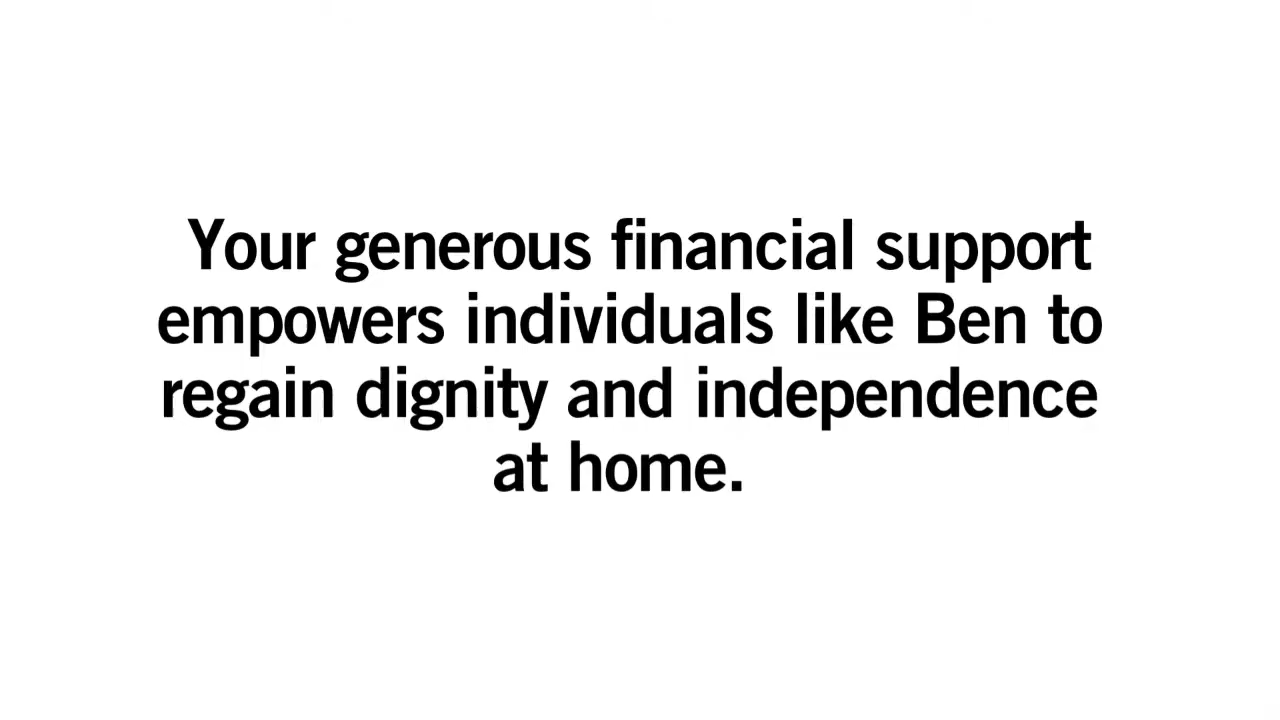 Your generous financial support
empowers individuals like Ben to
regain dignity and independence
at home.